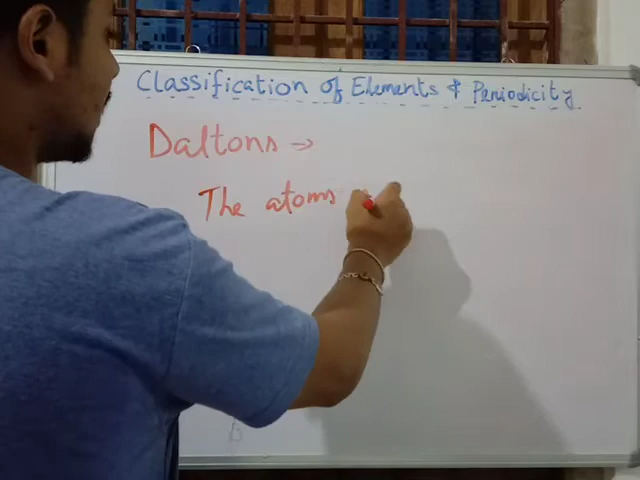 Classification of Elements & Periodicity
Daltons →
The atoms